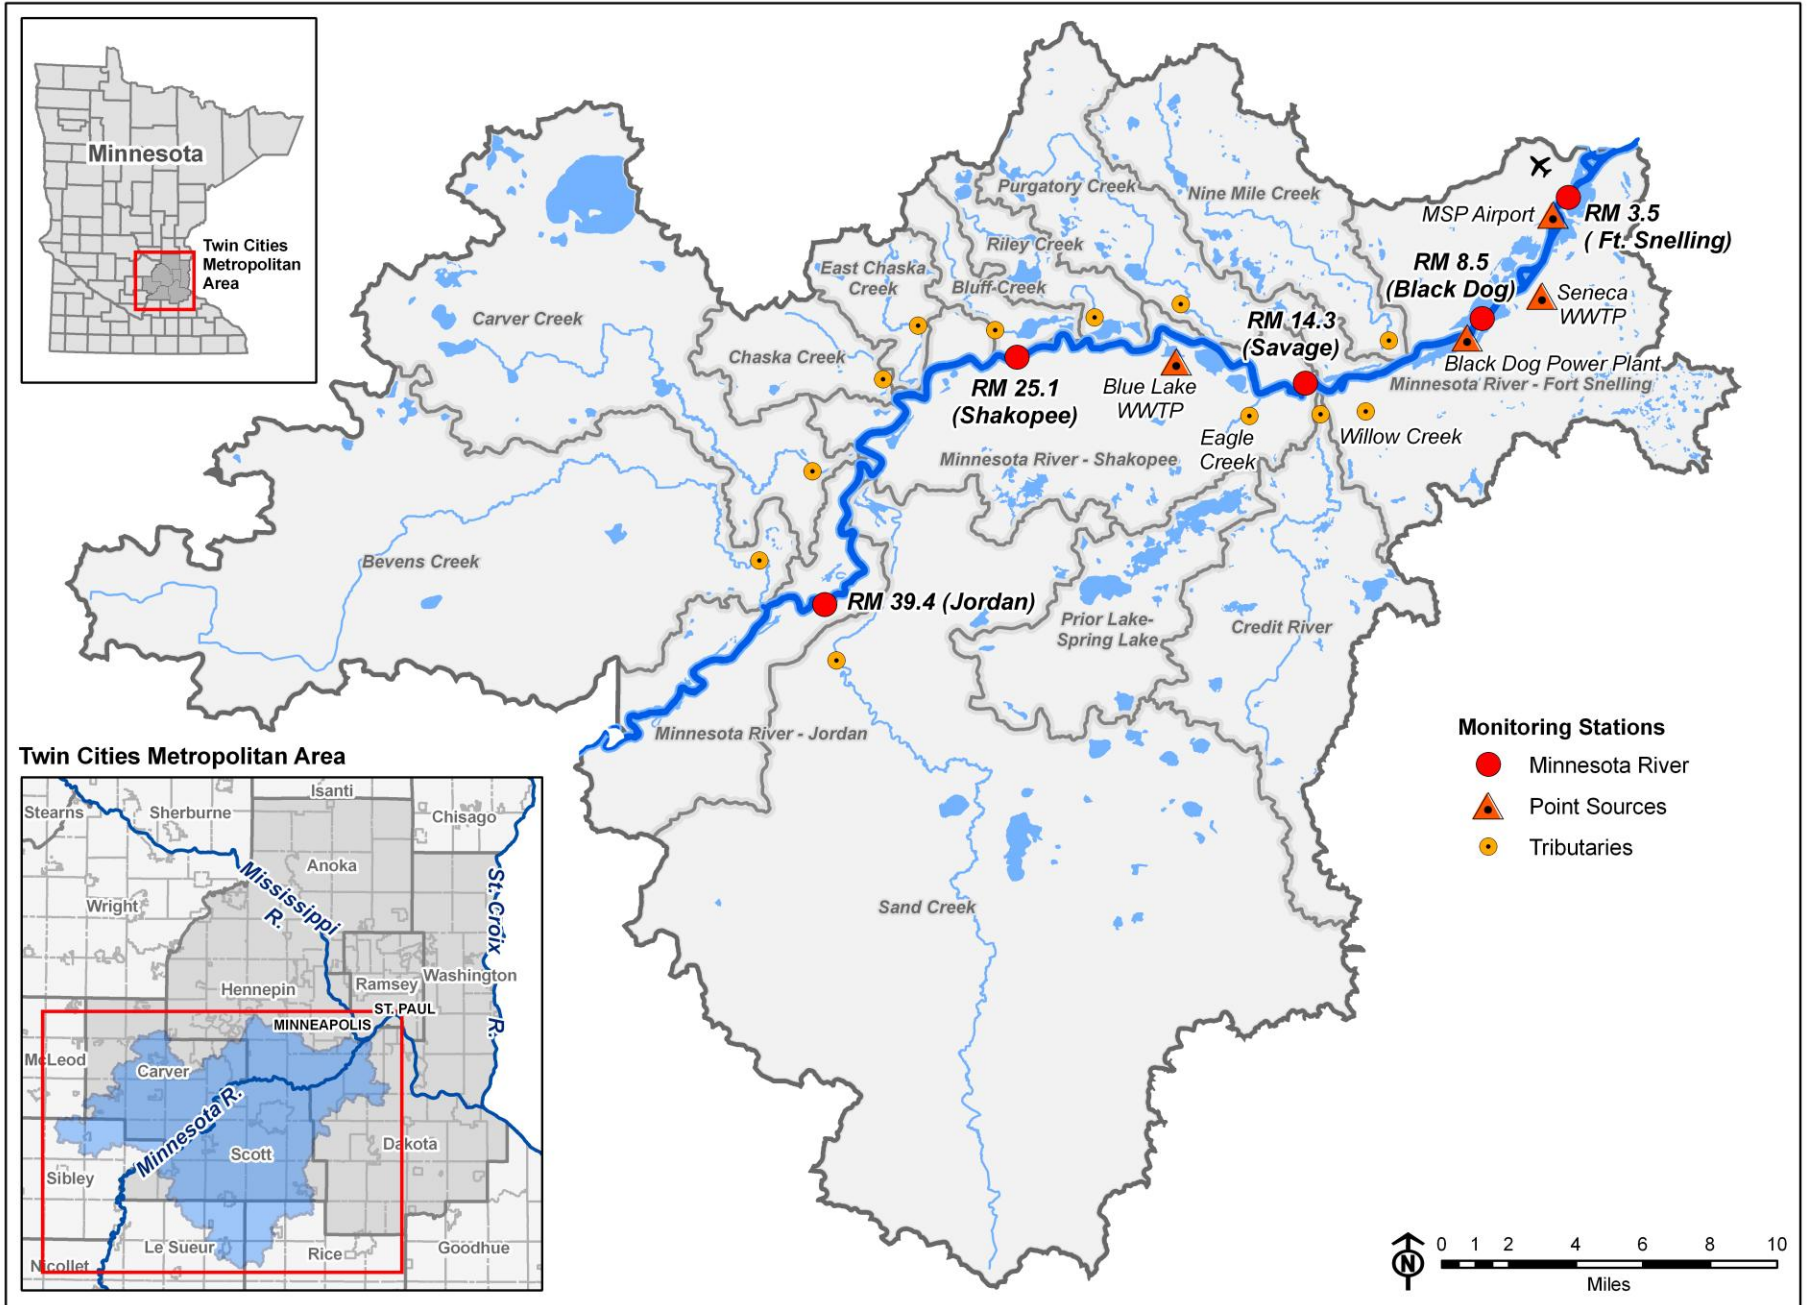 Minnesota
Twin Cities
Metropolitan
Area
Purgatory Creek
Nine Mile Creek
MSP Airport
RM 3.5
( Ft. Snelling)
Riley Creek
East Chaska
Creek
Bluff Creek
RM 8.5
(Black Dog)
Seneca
WWTP
Carver Creek
Chaska Creek
RM 14.3
(Savage)
Black Dog Power Plant
Minnesota River - Fort Snelling
RM 25.1
(Shakopee)
Blue Lake
WWTP
Eagle
Creek
Willow Creek
Minnesota River - Shakopee
Bevens Creek
RM 39.4 (Jordan)
Prior Lake-
Spring Lake
Credit River
Minnesota River - Jordan
Sand Creek
Monitoring Stations
Minnesota River
Point Sources
Tributaries
Twin Cities Metropolitan Area
Isanti
Stearns
Sherburne
Chisago
Anoka
Mississippi
R.
St. Croix
R.
Wright
Washington
Hennepin
Ramsey
ST. PAUL
MINNEAPOLIS
McLeod
Carver
Minnesota R.
Scott
Dakota
Sibley
Le Sueur
Rice
Goodhue
Nicollet
N
0 1 2 4 6 8 10
Miles